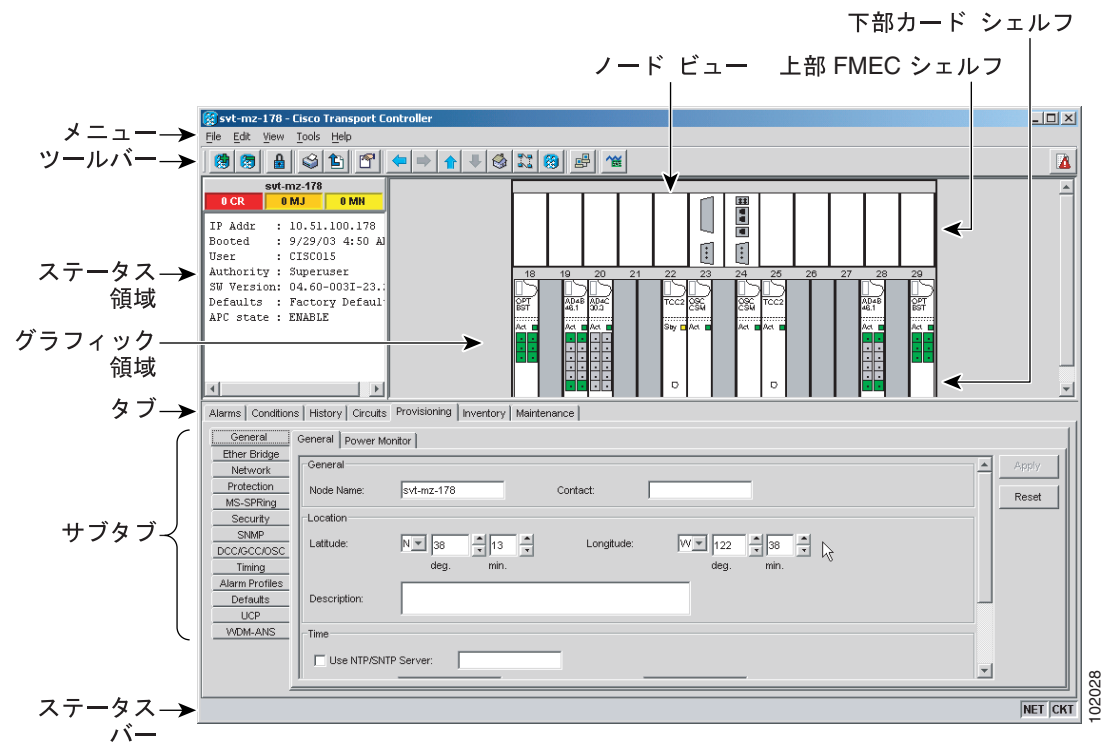 下部カード シェルフ
ノード ビュー 上部 FMEC シェルフ
svt-mz-178 - Cisco Transport Controller
メニュー
File Edit View Tools Help
ツールバー
svt-mz-178
0 CR 0 MJ 0 MN
IP Addr : 10.51.100.178
Booted : 9/29/03 4:50 A
User : CISCO15
Authority : Superuser
SW Version: 04.60-003I-23.
Defaults : Factory Defaul
APC state : ENABLE
ステータス
領域
グラフィック
領域
18 19 20 21 22 23 24 25 26 27 28 29
OPT BST
AD4B 46.1
AD4C 30.3
TCC2
OSC CSM
OSC CSM
TCC2
AD4B 46.1
OPT BST
Act Act Act Sby Act Act Act Act Act
タブ
Alarms Conditions History Circuits Provisioning Inventory Maintenance
サブタブ
General
Ether Bridge
Network
Protection
MS-SPRing
Security
SNMP
DCC/GCC/OSC
Timing
Alarm Profiles
Defaults
UCP
WDM-ANS
General Power Monitor
General
Node Name: svt-mz-178 Contact:
Location
Latitude: N 38 13 Longitude: W 122 38
deg. min. deg. min.
Description:
Time
Use NTP/SNTP Server:
Apply
Reset
ステータス
バー
NET CKT
102028